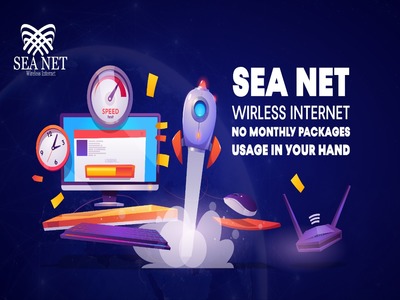 SEA NET
Wireless Internet
SPEED
SEA NET
WIRLESS INTERNET
NO MONTHLY PACKAGES
USAGE IN YOUR HAND